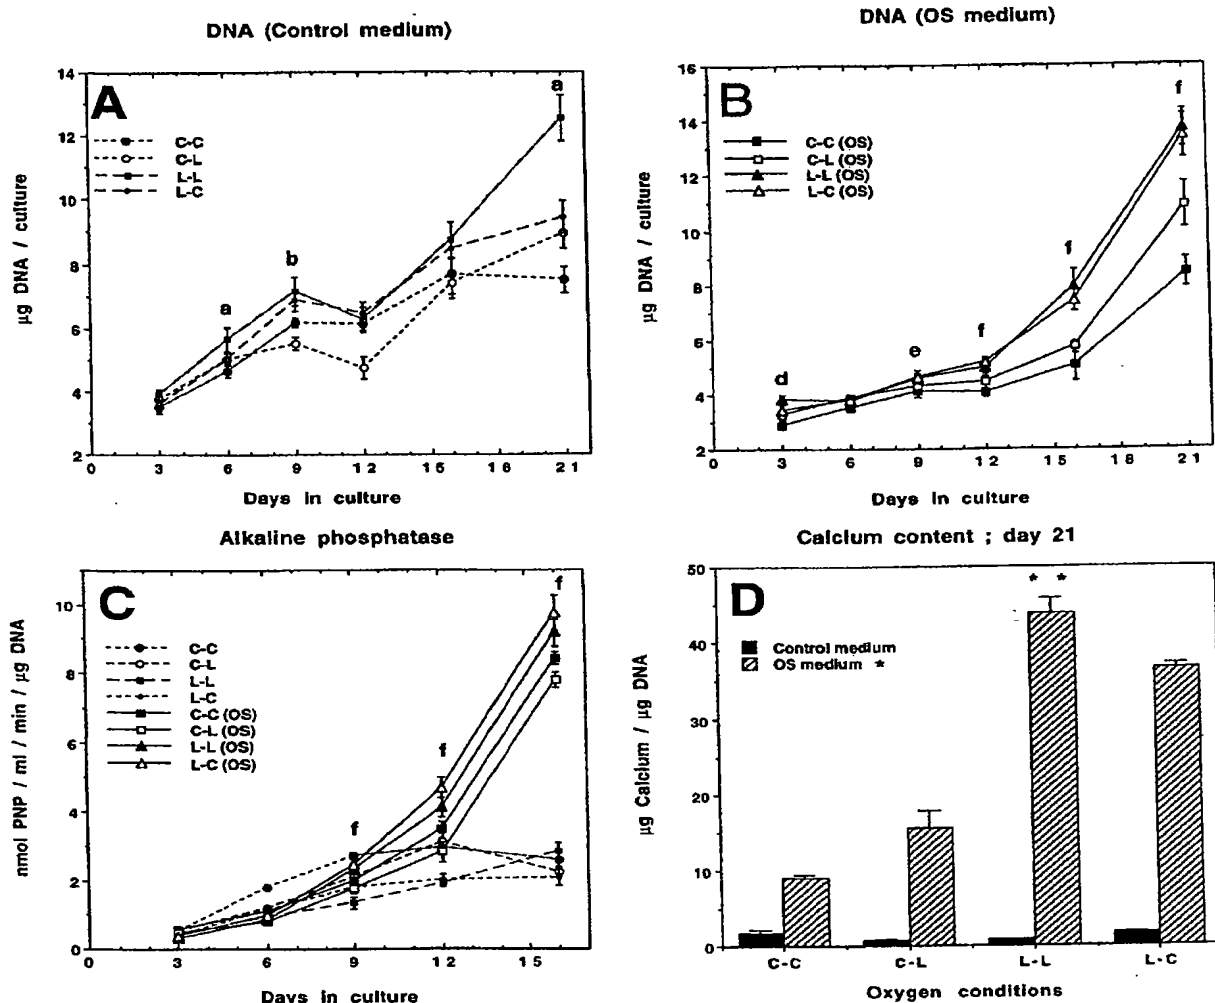 DNA (Control medium)
A
14
12
10
8
6
4
2
µg DNA / culture
C-C
C-L
L-L
L-C
a
b
a
0 3 6 9 12 15 18 21
Days in culture
DNA (OS medium)
B
16
14
12
10
8
6
4
2
µg DNA / culture
C-C (OS)
C-L (OS)
L-L (OS)
L-C (OS)
d
e
f
f
f
0 3 6 9 12 15 18 21
Days in culture
Alkaline phosphatase
C
10
8
6
4
2
0
nmol PNP / ml / min / µg DNA
C-C
C-L
L-L
L-C
C-C (OS)
C-L (OS)
L-L (OS)
L-C (OS)
f
f
f
0 3 6 9 12 15
Days in culture
Calcium content ; day 21
D
50
40
30
20
10
0
µg Calcium / µg DNA
Control medium
OS medium *
* *
C-C C-L L-L L-C
Oxygen conditions